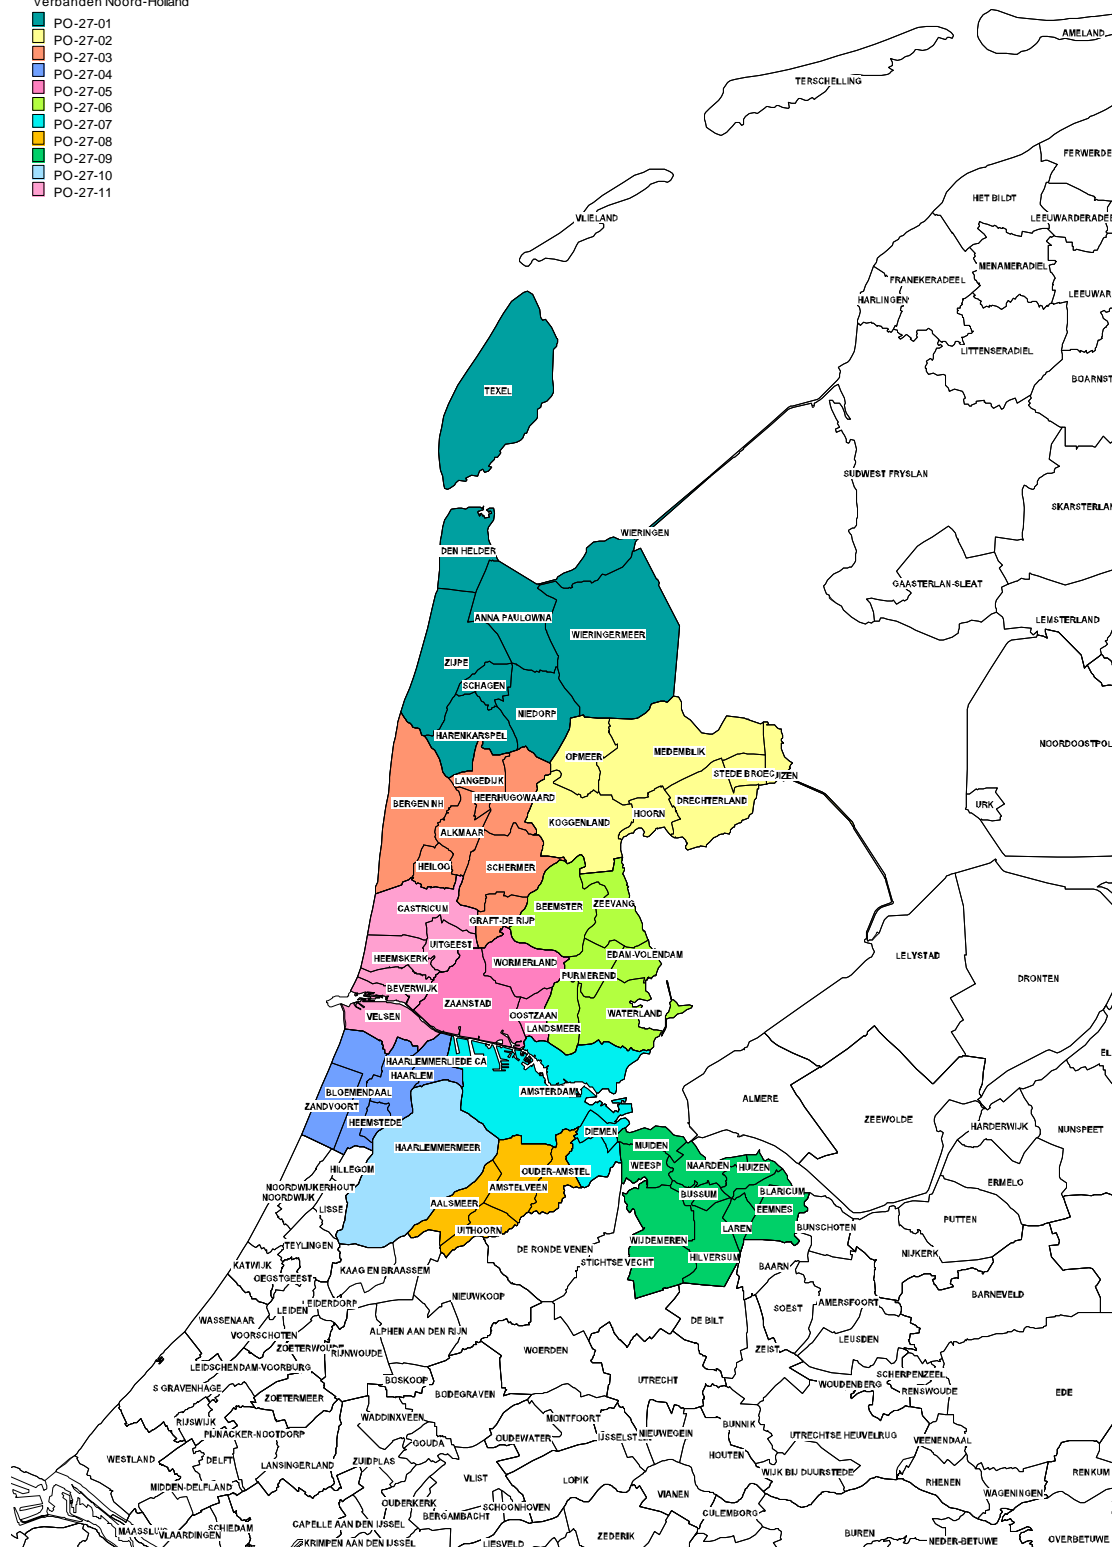 Verbanden Noord-Holland
PO-27-01
PO-27-02
PO-27-03
PO-27-04
PO-27-05
PO-27-06
PO-27-07
PO-27-08
PO-27-09
PO-27-10
PO-27-11
AMELAND
TERSCHELLING
FERWERDE
HET BILDT
VLIELAND
LEEUWARDERADEE
MENAMERADIEL
FRANEKERADEEL
LEEUWAR
HARLINGEN
LITTENSERADIEL
BOARNST
TEXEL
SUDWEST FRYSLAN
SKARSTERLAN
WIERINGEN
DEN HELDER
GAASTERLAN-SLEAT
ANNA PAULOWNA
LEMSTERLAND
WIERINGERMEER
ZIJPE
SCHAGEN
NIEDORP
HARENKARSPEL
NOORDOOSTPOL
OPMEER
MEDEMBLIK
STEDE BROEC
IZEN
LANGEDIJK
HEERHUGOWAARD
DRECHTERLAND
BERGEN NH
URK
HOORN
KOGGENLAND
ALKMAAR
HEILOO
SCHERMER
CASTRICUM
BEEMSTER
ZEEVANG
GRAFT-DE RIJP
UITGEEST
EDAM-VOLENDAM
LELYSTAD
HEEMSKERK
WORMERLAND
PURMEREND
DRONTEN
BEVERWIJK
ZAANSTAD
VELSEN
OOSTZAAN
WATERLAND
LANDSMEER
EL
HAARLEMMERLIEDE CA
HAARLEM
BLOEMENDAAL
AMSTERDAM
ALMERE
ZANDVOORT
HEEMSTEDE
ZEEWOLDE
HARDERWIJK
NUNSPEET
DIEMEN
HAARLEMMERMEER
MUIDEN
HILLEGOM
OUDER-AMSTEL
WEESP
NAARDEN
HUIZEN
NOORDWIJKERHOUT
AMSTELVEEN
BUSSUM
BLARICUM
ERMELO
NOORDWIJK
LISSE
AALSMEER
EEMNES
PUTTEN
UITHOORN
LAREN
BUNSCHOTEN
TEYLINGEN
DE RONDE VENEN
WIJDEMEREN
NIJKERK
KATWIJK
KAAG EN BRAASSEM
STICHTSE VECHT
HILVERSUM
BAARN
OEGSTGEEST
NIEUWKOOP
BARNEVELD
LEIDERDORP
LEIDEN
SOEST
AMERSFOORT
WASSENAAR
DE BILT
VOORSCHOTEN
ALPHEN AAN DEN RIJN
LEUSDEN
ZOETERWOUDE
RIJNWOUDE
WOERDEN
ZEIST
LEIDSCHENDAM-VOORBURG
SCHERPENZEEL
S GRAVENHAGE
BOSKOOP
UTRECHT
WOUDENBERG
RENSWOUDE
EDE
ZOETERMEER
BODEGRAVEN
RIJSWIJK
WADDINXVEEN
MONTFOORT
BUNNIK
PIJNACKER-NOOTDORP
OUDEWATER
IJSSELSTEIN
NIEUWEGEIN
UTRECHTSE HEUVELRUG
VEENENDAAL
WESTLAND
DELFT
LANSINGERLAND
ZUIDPLAS
GOUDA
HOUTEN
MIDDEN-DELFLAND
VLIST
LOPIK
WIJK BIJ DUURSTEDE
RHENEN
RENKUM
VIANEN
WAGENINGEN
OUDERKERK
SCHOONHOVEN
BERGAMBACHT
CULEMBORG
MAASSLUIS
VLAARDINGEN
SCHIEDAM
CAPELLE AAN DEN IJSSEL
KRIMPEN AAN DEN IJSSEL
LIESVELD
ZEDERIK
BUREN
NEDER-BETUWE
OVERBETUWE